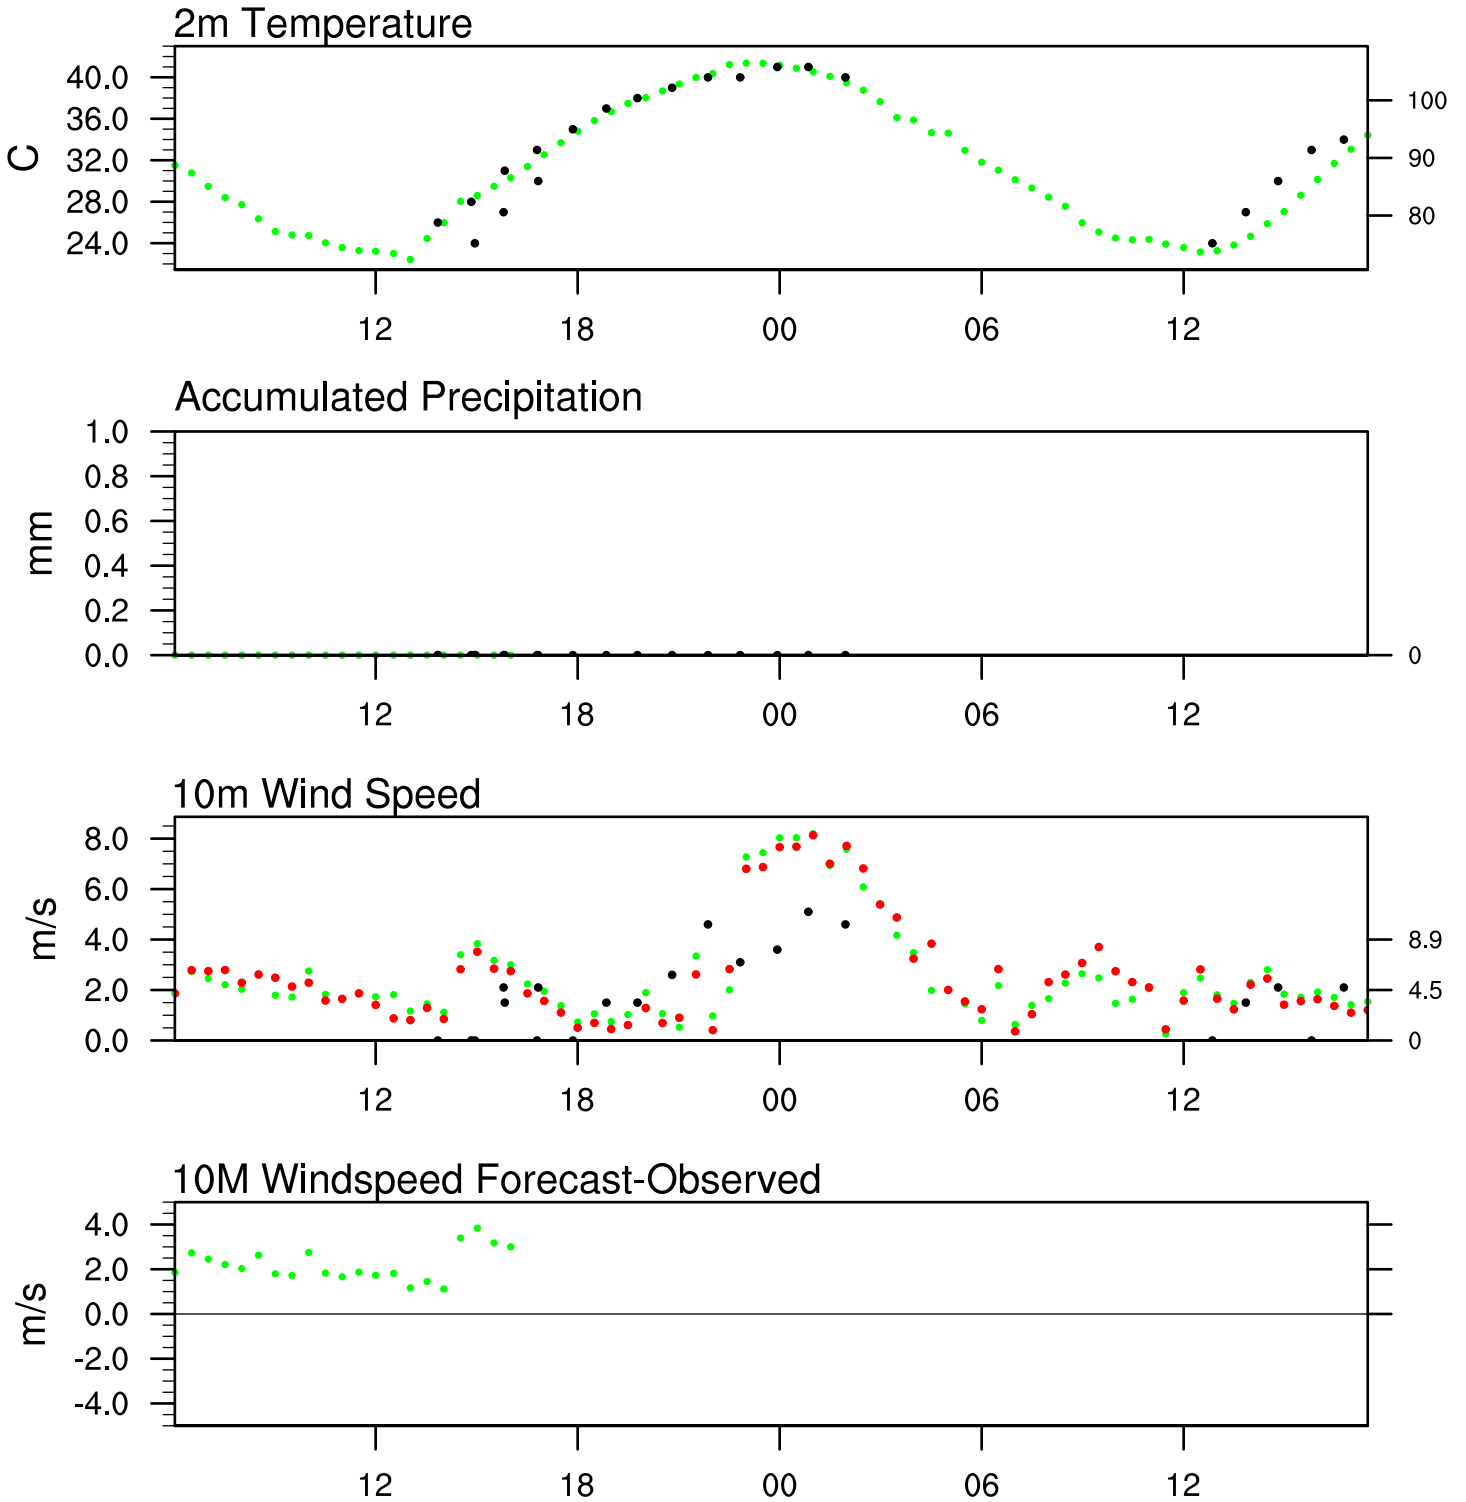 2m Temperature
40.0
36.0
32.0
28.0
24.0
C
100
90
80
12 18 00 06 12
Accumulated Precipitation
1.0
0.8
0.6
0.4
0.2
0.0
mm
0
12 18 00 06 12
10m Wind Speed
8.0
6.0
4.0
2.0
0.0
m/s
8.9
4.5
0
12 18 00 06 12
10M Windspeed Forecast-Observed
4.0
2.0
0.0
-2.0
-4.0
m/s
12 18 00 06 12